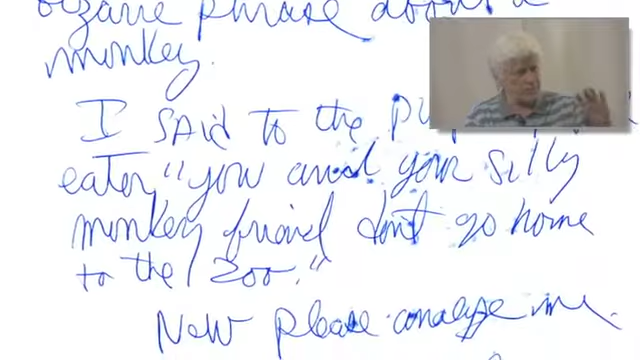 bizarre phrase about a
monkey.
I said to the
eater "you and your silly
monkey friend don't go home
to the zoo."
Now please analyze me.